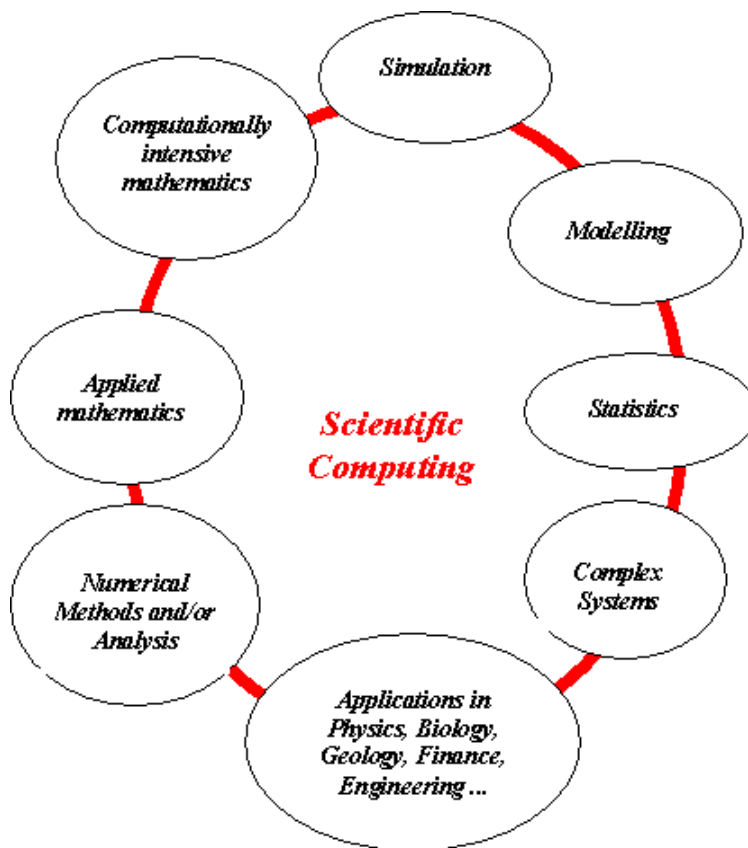 Simulation
Computationally
intensive
mathematics
Modelling
Applied
mathematics
Statistics
Scientific
Computing
Numerical
Methods and/or
Analysis
Complex
Systems
Applications in
Physics, Biology,
Geology, Finance,
Engineering ...